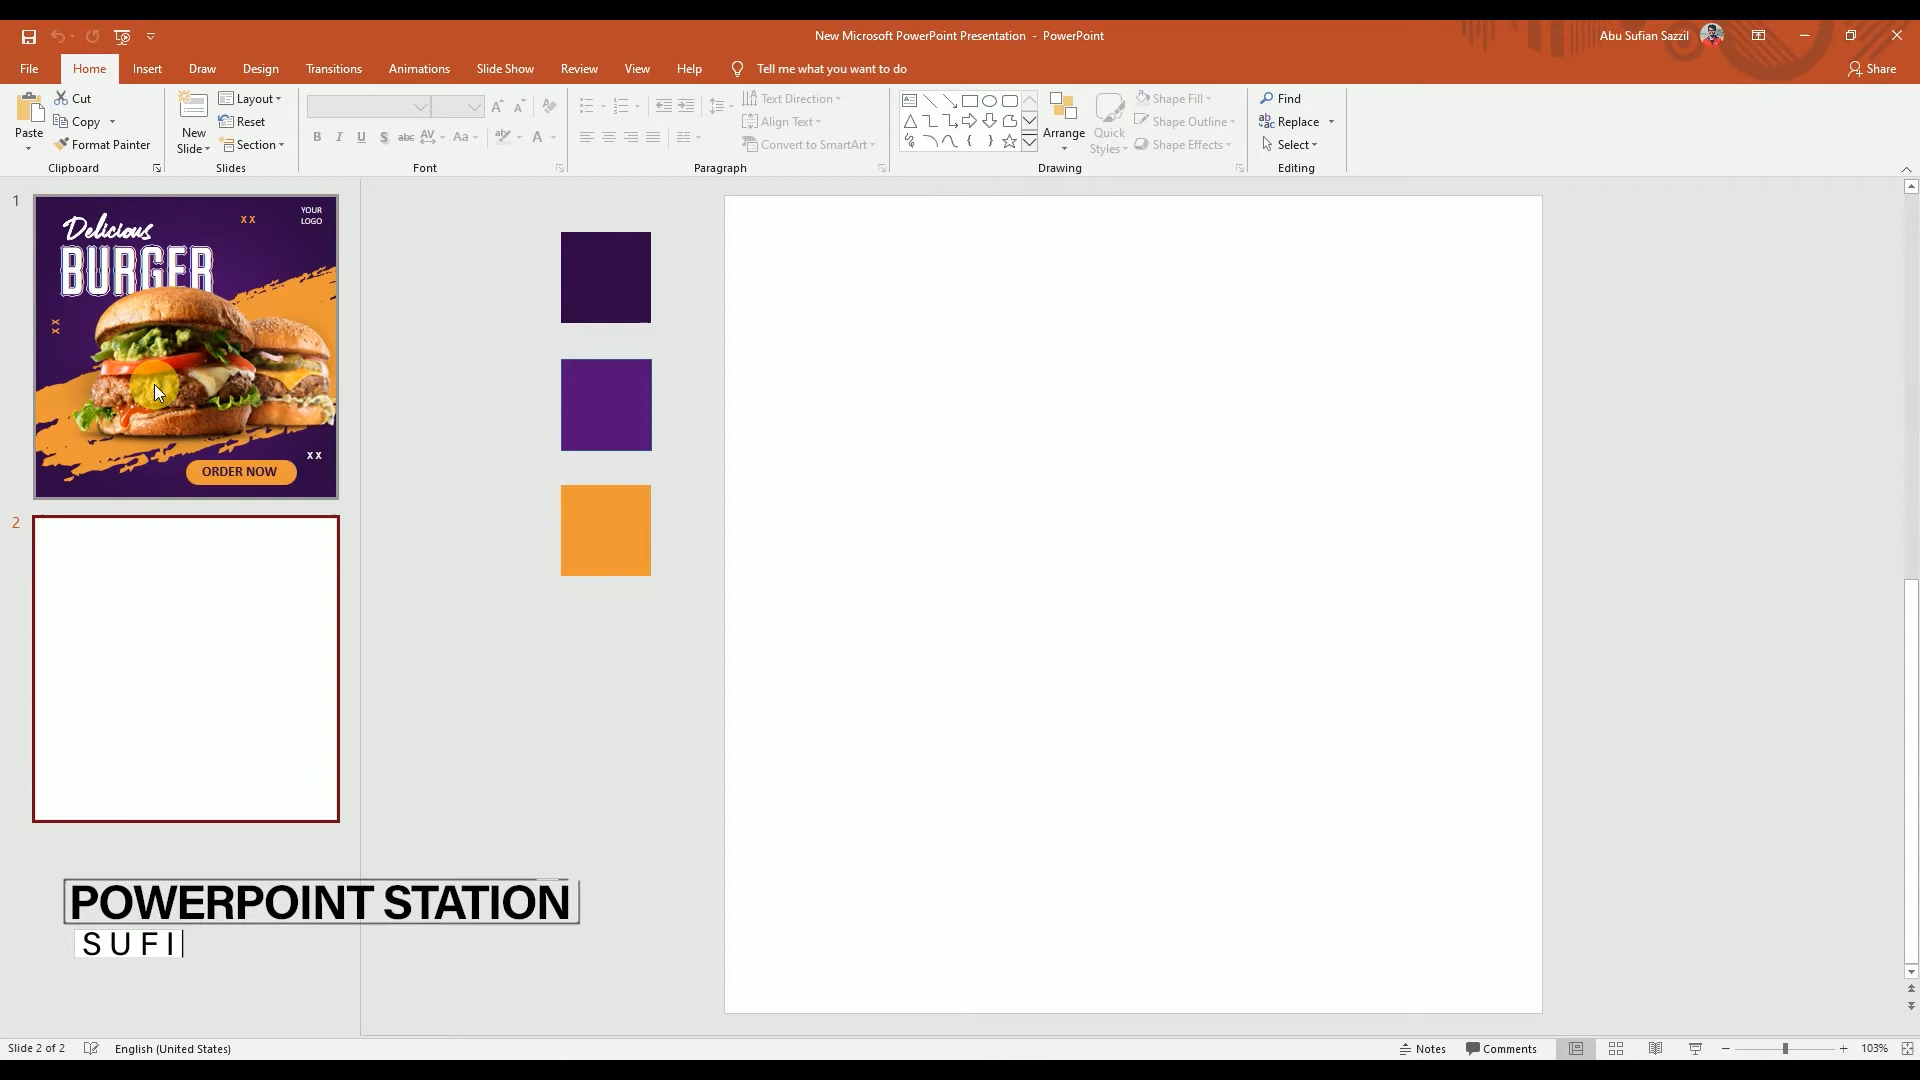 New Microsoft PowerPoint Presentation - PowerPoint
Abu Sufian Sazzil
File Home Insert Draw Design Transitions Animations Slide Show Review View Help Tell me what you want to do
Share
Paste
Cut
Copy
Format Painter
Clipboard
New
Slide
Layout
Reset
Section
Slides
Font
Text Direction
Align Text
Convert to SmartArt
Paragraph
Arrange
Quick
Styles
Shape Fill
Shape Outline
Shape Effects
Drawing
Find
Replace
Select
Editing
1
Delicious
BURGER
X X
YOUR
LOGO
X X
X X
ORDER NOW
2
POWERPOINT STATION
SUFI
Slide 2 of 2
English (United States)
Notes
Comments
103%